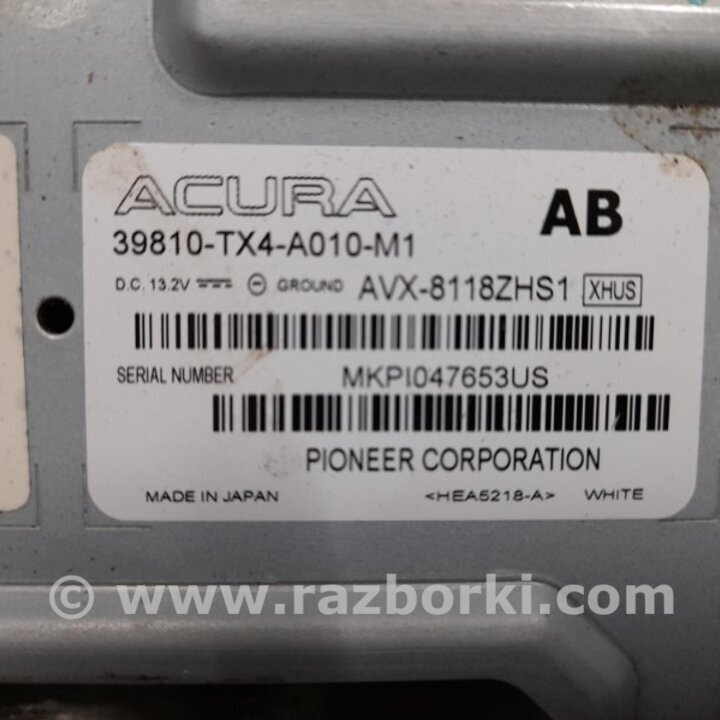 ACURA
AB
39810-TX4-A010-M1
D.C. 13.2V GROUND AVX-8118ZHS1 XHUS
SERIAL NUMBER MKPI047653US
PIONEER CORPORATION
MADE IN JAPAN <HEA5218-A> WHITE
© www.razborki.com